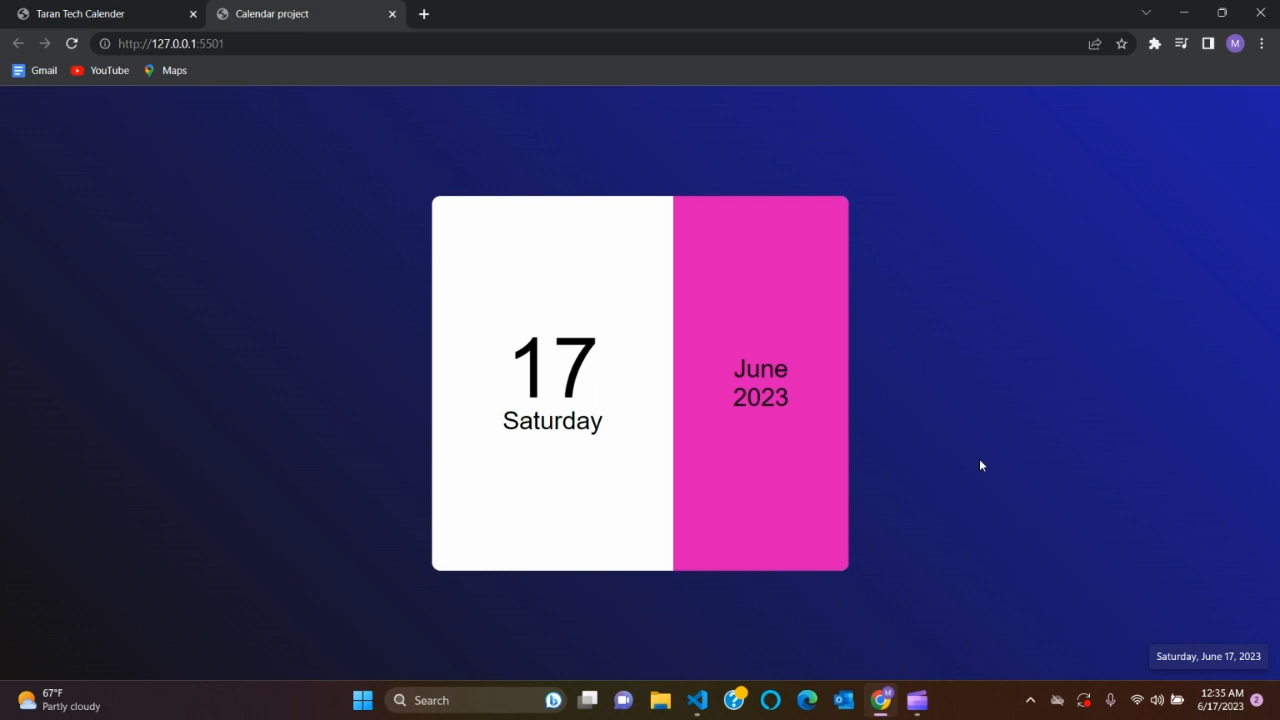 Taran Tech Calender
Calendar project
http://127.0.0.1:5501
M
Gmail
YouTube
Maps
17
Saturday
June
2023
Saturday, June 17, 2023
67°F
Partly cloudy
Search
M
12:35 AM
6/17/2023
2